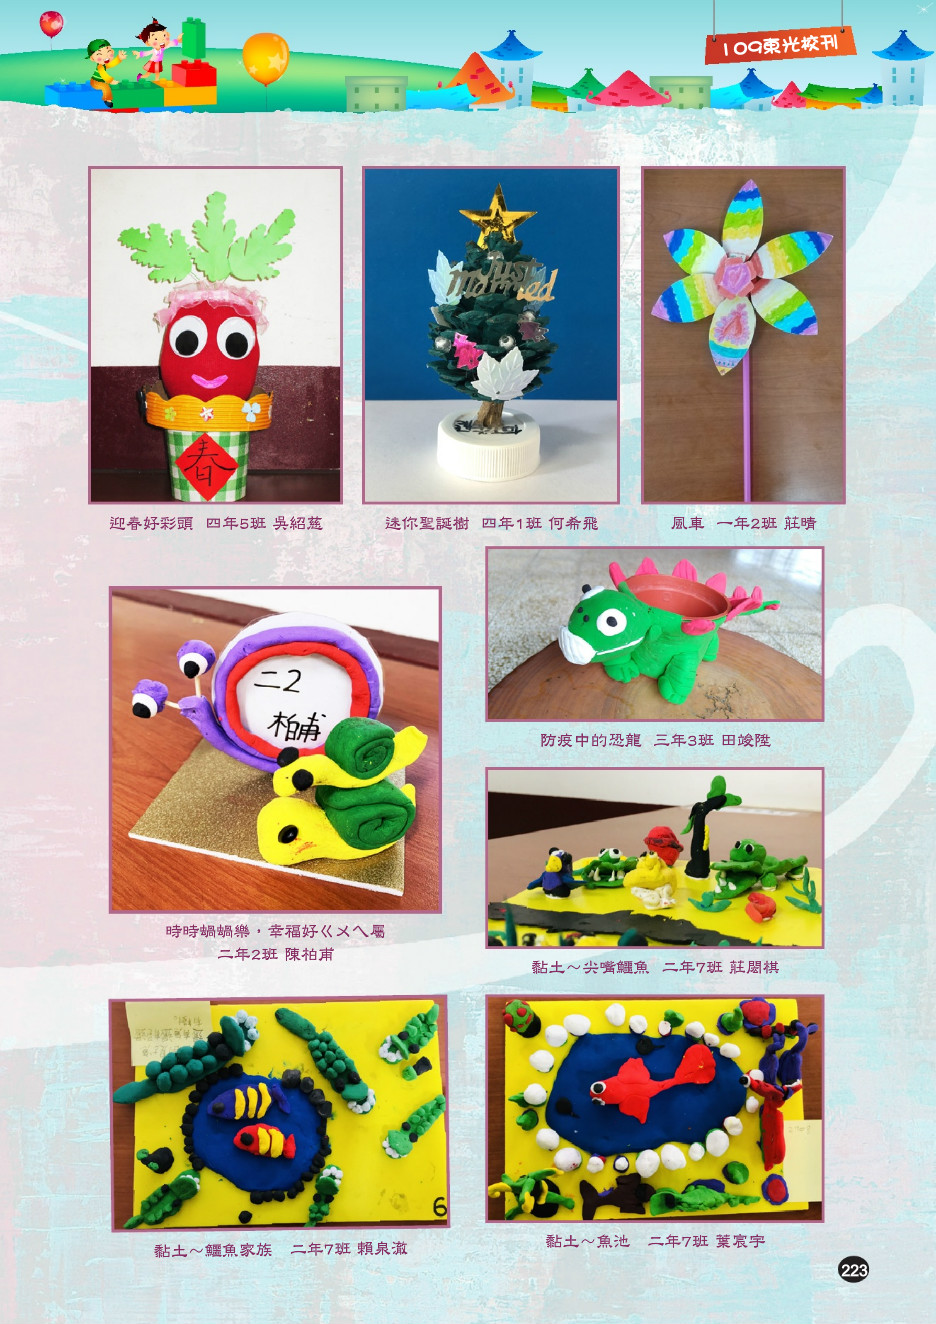 109東光校刊
春
Just
Married
迎春好彩頭 四年5班 吳紹菍
迷你聖誕樹 四年1班 何希飛
風車 一年2班 莊晴
二2
柏甫
防疫中的恐龍 三年3班 田竣陞
時時蝸蝸樂，幸福好ㄍㄨㄟ屬
二年2班 陳柏甫
黏土～尖嘴鱷魚 二年7班 莊閎棋
6
黏土～鱷魚家族 二年7班 賴泉澈
黏土～魚池 二年7班 葉宸宇
223